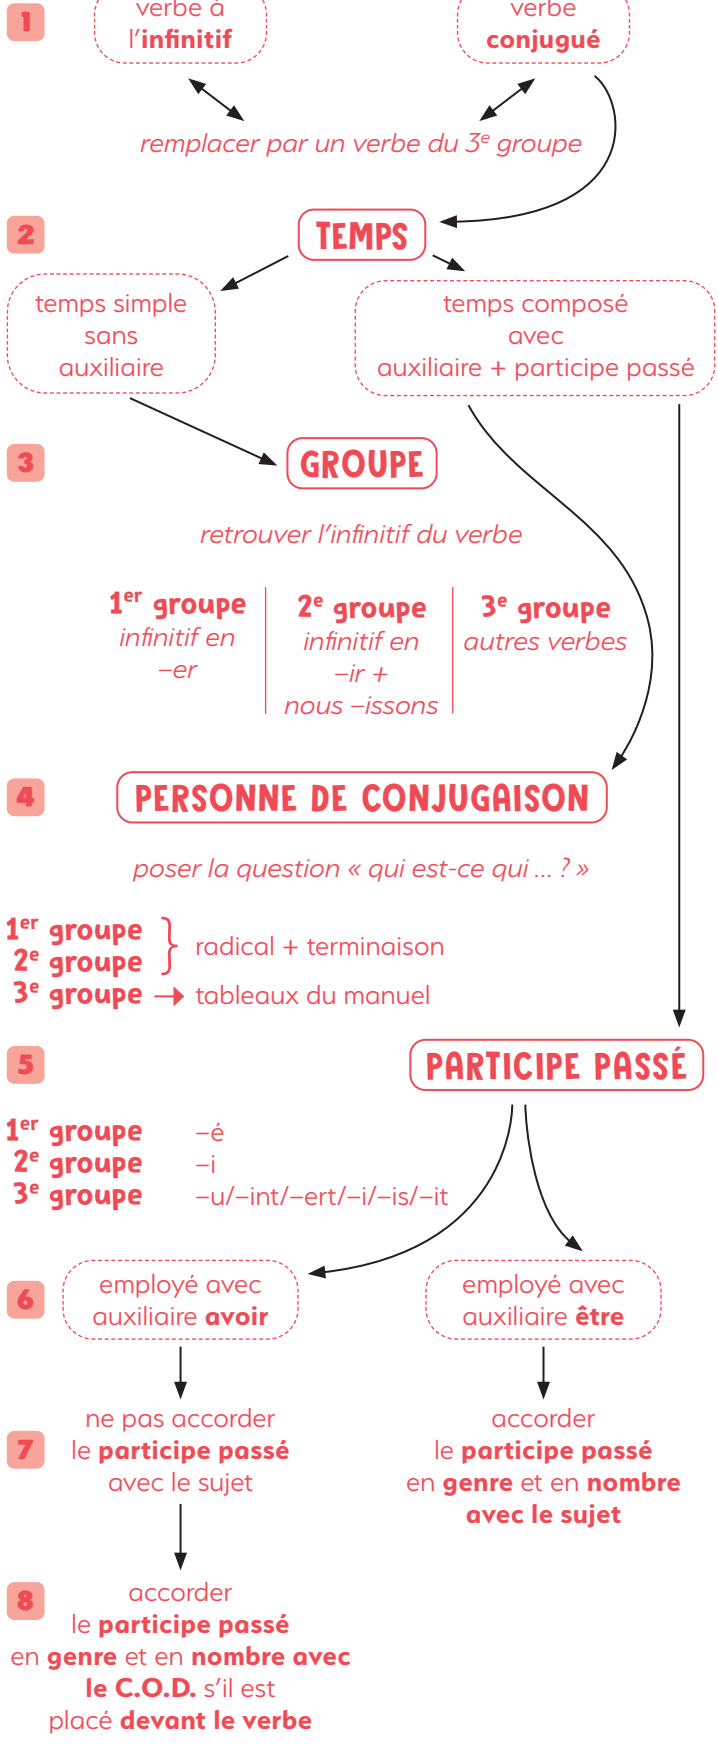 1
verbe à
l’infinitif
verbe
conjugué
remplacer par un verbe du 3e groupe
2
TEMPS
temps simple
sans
auxiliaire
temps composé
avec
auxiliaire + participe passé
3
GROUPE
retrouver l’infinitif du verbe
1er groupe
infinitif en
–er
2e groupe
infinitif en
–ir +
nous –issons
3e groupe
autres verbes
4
PERSONNE DE CONJUGAISON
poser la question « qui est-ce qui ... ? »
1er groupe
2e groupe
radical + terminaison
3e groupe → tableaux du manuel
5
PARTICIPE PASSÉ
1er groupe –é
2e groupe –i
3e groupe –u/–int/–ert/–i/–is/–it
6
employé avec
auxiliaire avoir
employé avec
auxiliaire être
7
ne pas accorder
le participe passé
avec le sujet
accorder
le participe passé
en genre et en nombre
avec le sujet
8
accorder
le participe passé
en genre et en nombre avec
le C.O.D. s’il est
placé devant le verbe